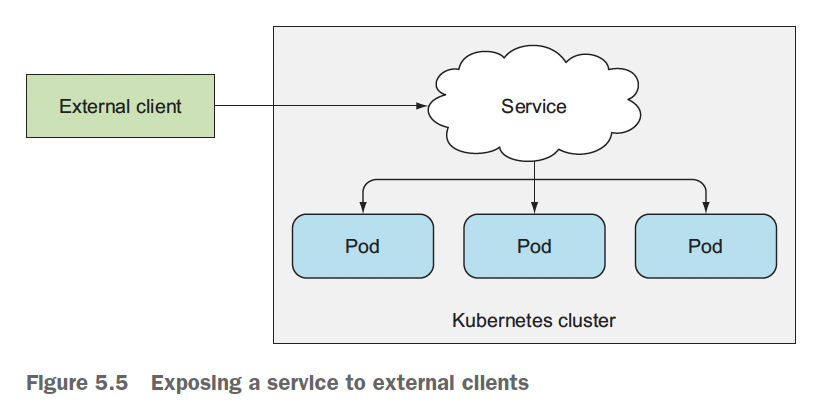 External client
Service
Pod
Pod
Pod
Kubernetes cluster
Figure 5.5 Exposing a service to external clients